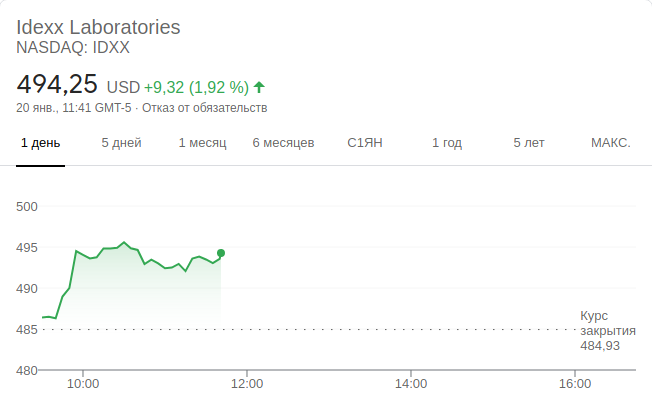 Idexx Laboratories
NASDAQ: IDXX
494,25 USD +9,32 (1,92 %)
20 янв., 11:41 GMT-5 · Отказ от обязательств
1 день 5 дней 1 месяц 6 месяцев С1ЯН 1 год 5 лет МАКС.
500
495
490
Курс
485 закрытия
484,93
480
10:00 12:00 14:00 16:00